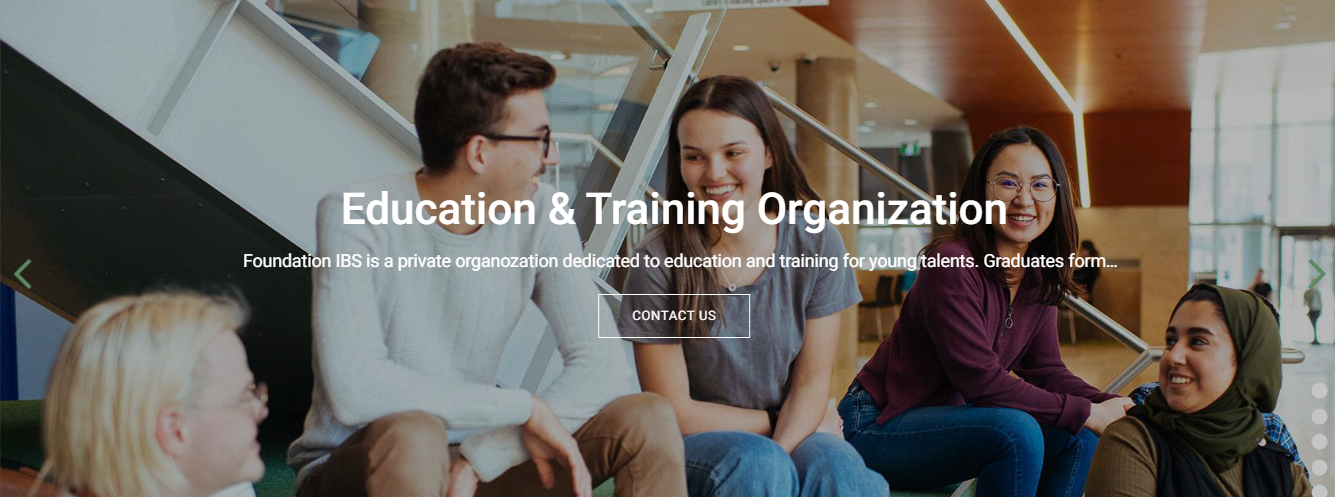 Education & Training Organization
Foundation IBS is a private organozation dedicated to education and training for young talents. Graduates form...
CONTACT US